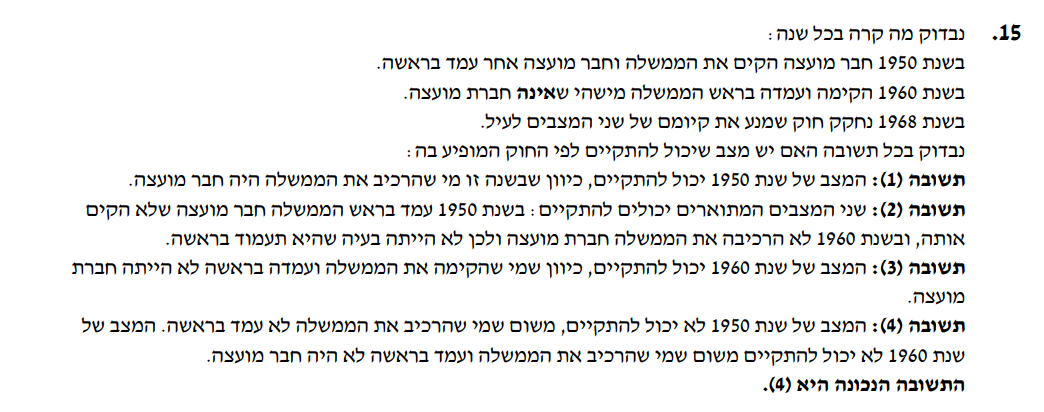 15. נבדוק מה קרה בכל שנה:
בשנת 1950 חבר מועצה הקים את הממשלה וחבר מועצה אחר עמד בראשה.
בשנת 1960 הקימה ועמדה בראש הממשלה מישהי שאינה חברת מועצה.
בשנת 1968 נחקק חוק שמנע את קיומם של שני המצבים לעיל.
נבדוק בכל תשובה האם יש מצב שיכול להתקיים לפי החוק המופיע בה:
תשובה (1): המצב של שנת 1950 יכול להתקיים, כיוון שבשנה זו מי שהרכיב את הממשלה היה חבר מועצה.
תשובה (2): שני המצבים המתוארים יכולים להתקיים: בשנת 1950 עמד בראש הממשלה חבר מועצה שלא הקים
אותה, ובשנת 1960 לא הרכיבה את הממשלה חברת מועצה ולכן לא הייתה בעיה שהיא תעמוד בראשה.
תשובה (3): המצב של שנת 1960 יכול להתקיים, כיוון שמי שהקימה את הממשלה ועמדה בראשה לא הייתה חברת
מועצה.
תשובה (4): המצב של שנת 1950 לא יכול להתקיים, משום שמי שהרכיב את הממשלה לא עמד בראשה. המצב של
שנת 1960 לא יכול להתקיים משום שמי שהרכיב את הממשלה ועמד בראשה לא היה חבר מועצה.
התשובה הנכונה היא (4).